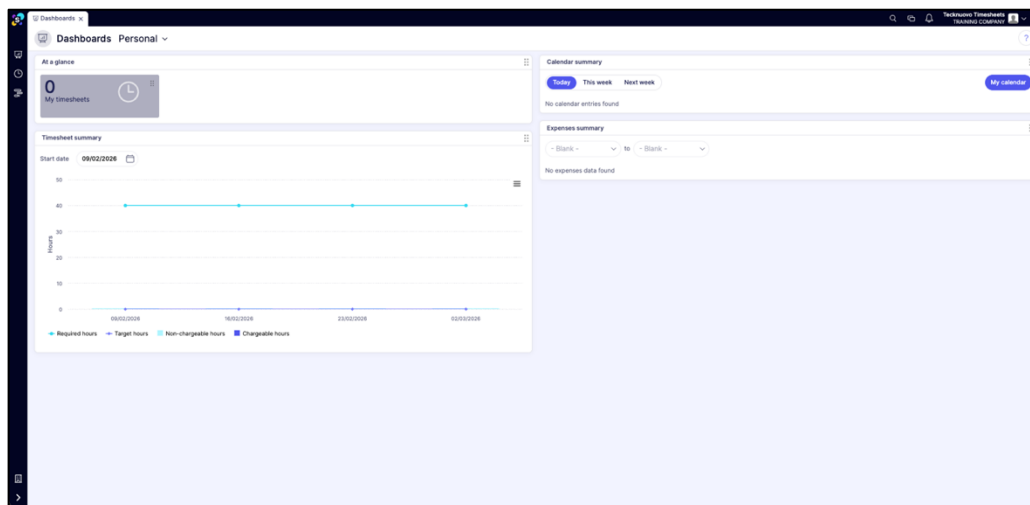 Dashboards
Tecknuovo Timesheets
TRAINING COMPANY
Dashboards Personal
?
At a glance
0
My timesheets
Timesheet summary
Start date 09/02/2026
50
40
30
20
10
0
Hours
09/02/2026 16/02/2026 23/02/2026 02/03/2026
Required hours Target hours Non-chargeable hours Chargeable hours
Calendar summary
Today This week Next week My calendar
No calendar entries found
Expenses summary
- Blank - to - Blank -
No expenses data found